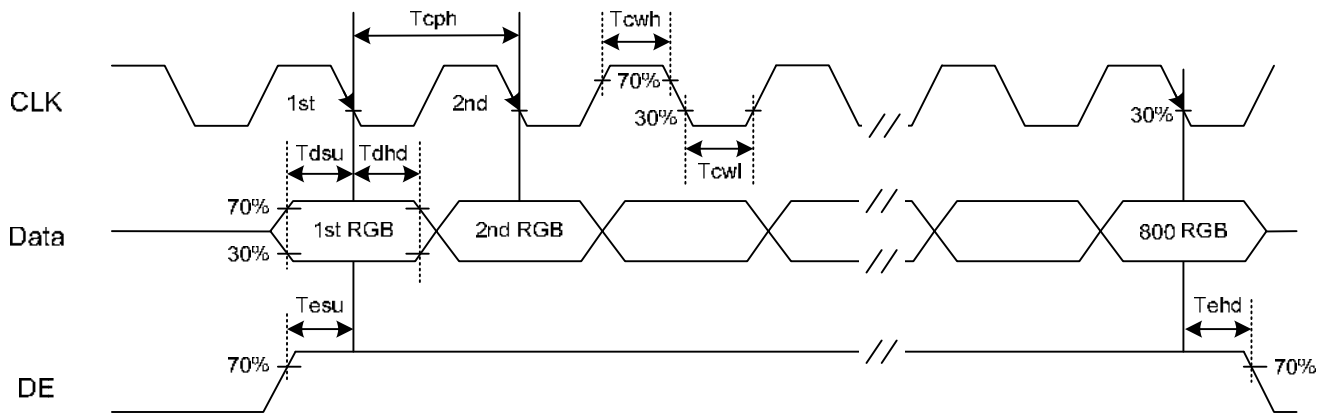 Tcph
Tcwh
CLK
1st
2nd
70%
30%
30%
Tcwl
Tdsu
Tdhd
70%
Data
1st RGB
2nd RGB
800 RGB
30%
Tesu
Tehd
70%
70%
DE